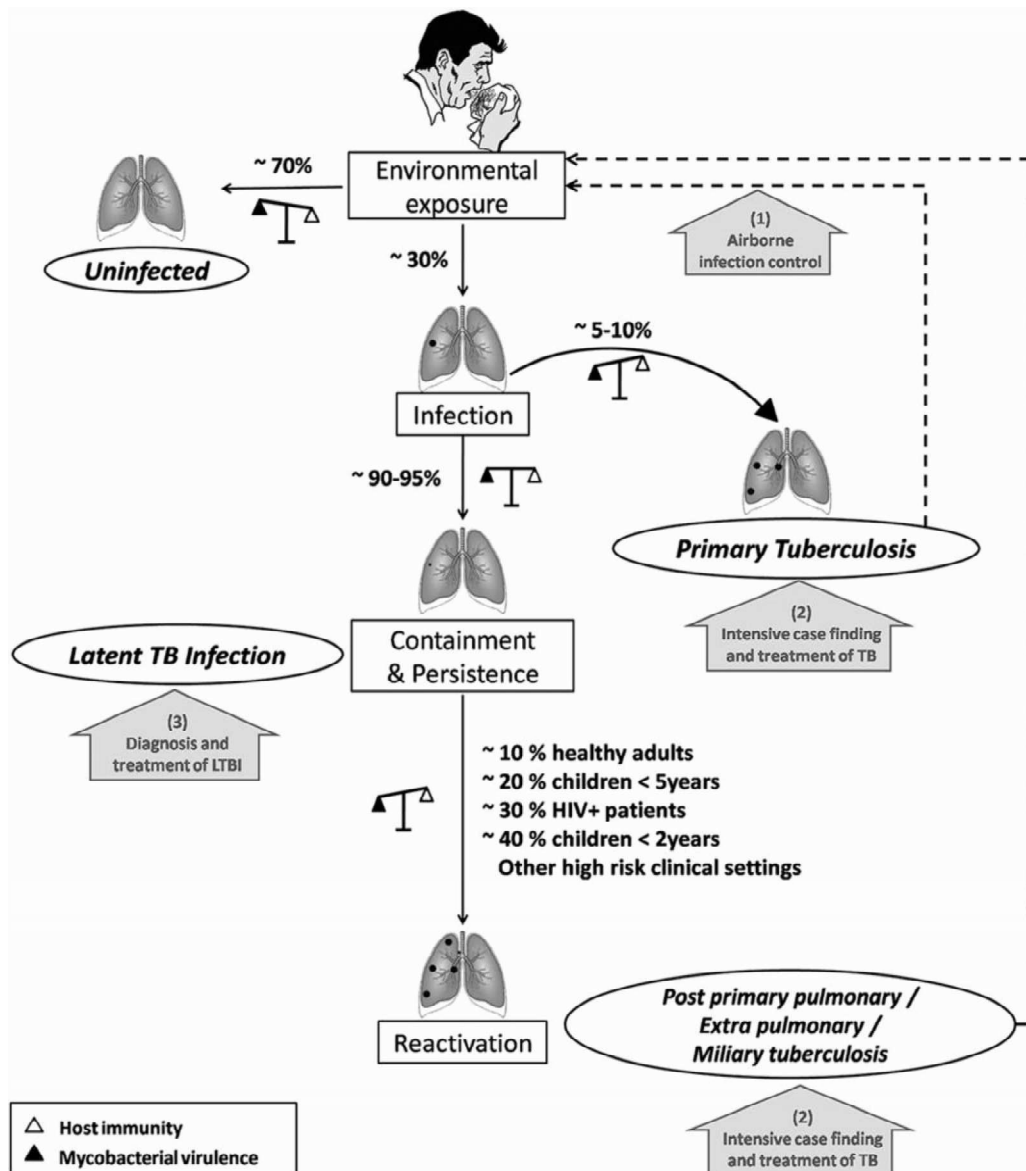 Environmental
exposure
~ 70%
Uninfected
(1)
Airborne
infection control
~ 30%
~ 5-10%
Infection
~ 90-95%
Primary Tuberculosis
(2)
Intensive case finding
and treatment of TB
Containment
& Persistence
Latent TB Infection
(3)
Diagnosis and
treatment of LTBI
~ 10 % healthy adults
~ 20 % children < 5years
~ 30 % HIV+ patients
~ 40 % children < 2years
Other high risk clinical settings
Reactivation
Post primary pulmonary /
Extra pulmonary /
Miliary tuberculosis
(2)
Intensive case finding
and treatment of TB
Host immunity
Mycobacterial virulence